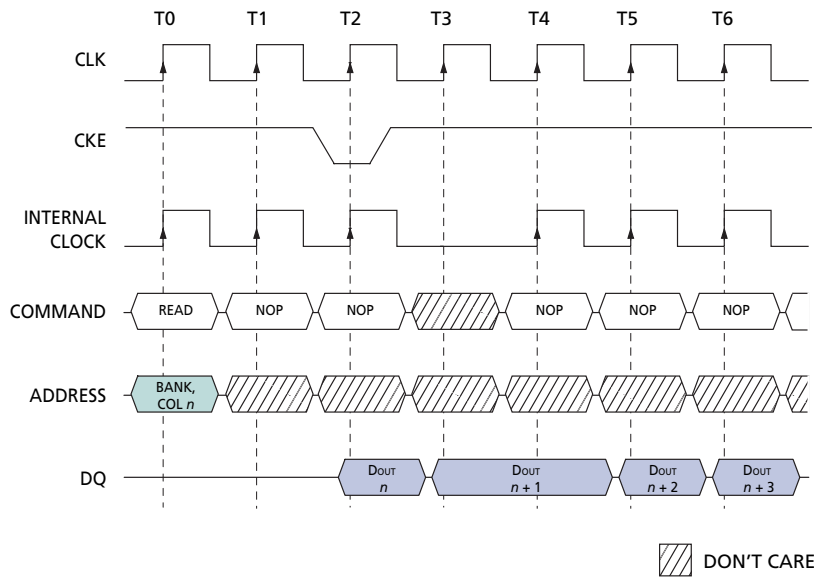 T0 T1 T2 T3 T4 T5 T6
CLK
CKE
INTERNAL
CLOCK
COMMAND READ NOP NOP NOP NOP NOP
ADDRESS BANK,
COL n
DQ DOUT DOUT DOUT DOUT
n n + 1 n + 2 n + 3
DON'T CARE